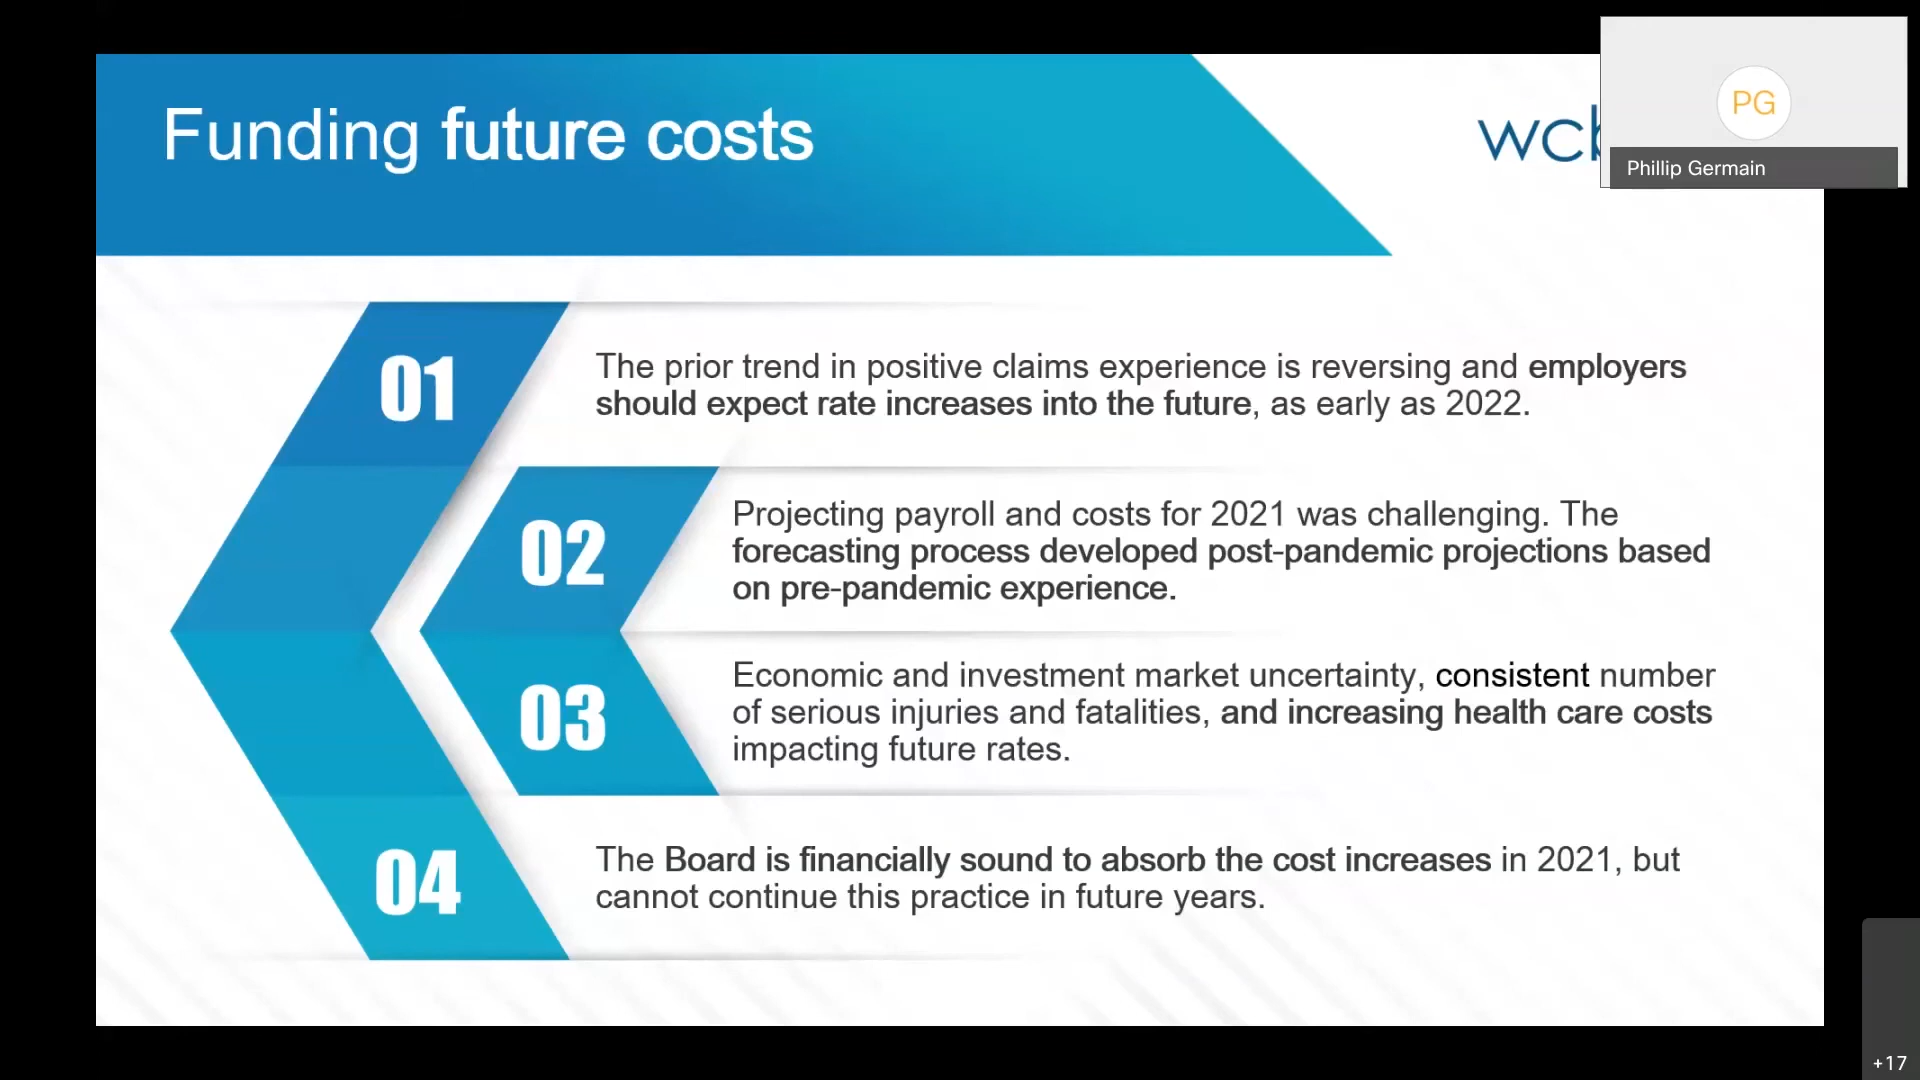 Funding future costs
wc
PG
Phillip Germain
01
The prior trend in positive claims experience is reversing and employers
should expect rate increases into the future, as early as 2022.
02
Projecting payroll and costs for 2021 was challenging. The
forecasting process developed post-pandemic projections based
on pre-pandemic experience.
03
Economic and investment market uncertainty, consistent number
of serious injuries and fatalities, and increasing health care costs
impacting future rates.
04
The Board is financially sound to absorb the cost increases in 2021, but
cannot continue this practice in future years.
+17